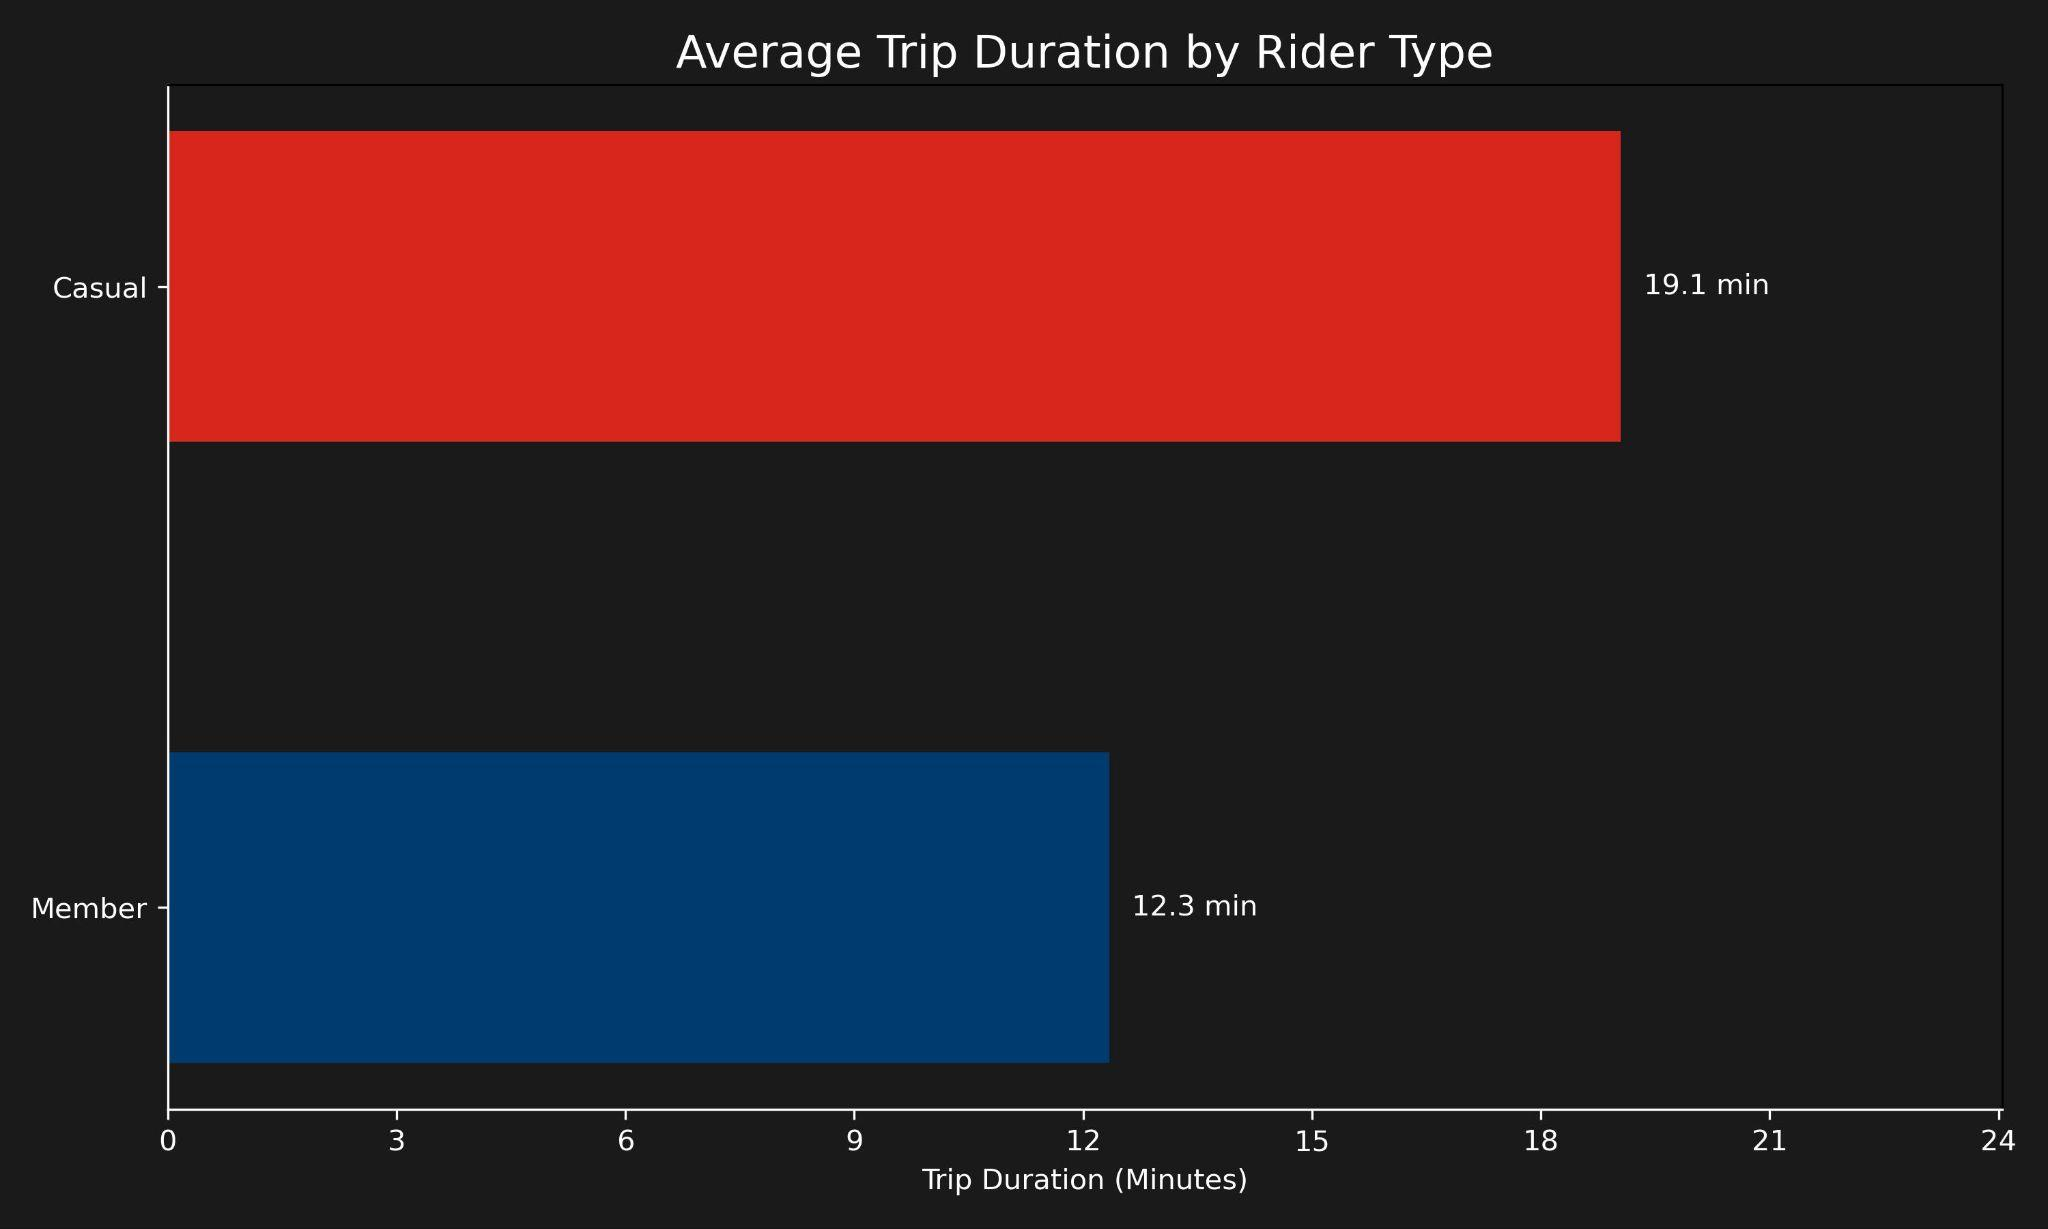 Average Trip Duration by Rider Type
Casual
19.1 min
Member
12.3 min
0 3 6 9 12 15 18 21 24
Trip Duration (Minutes)